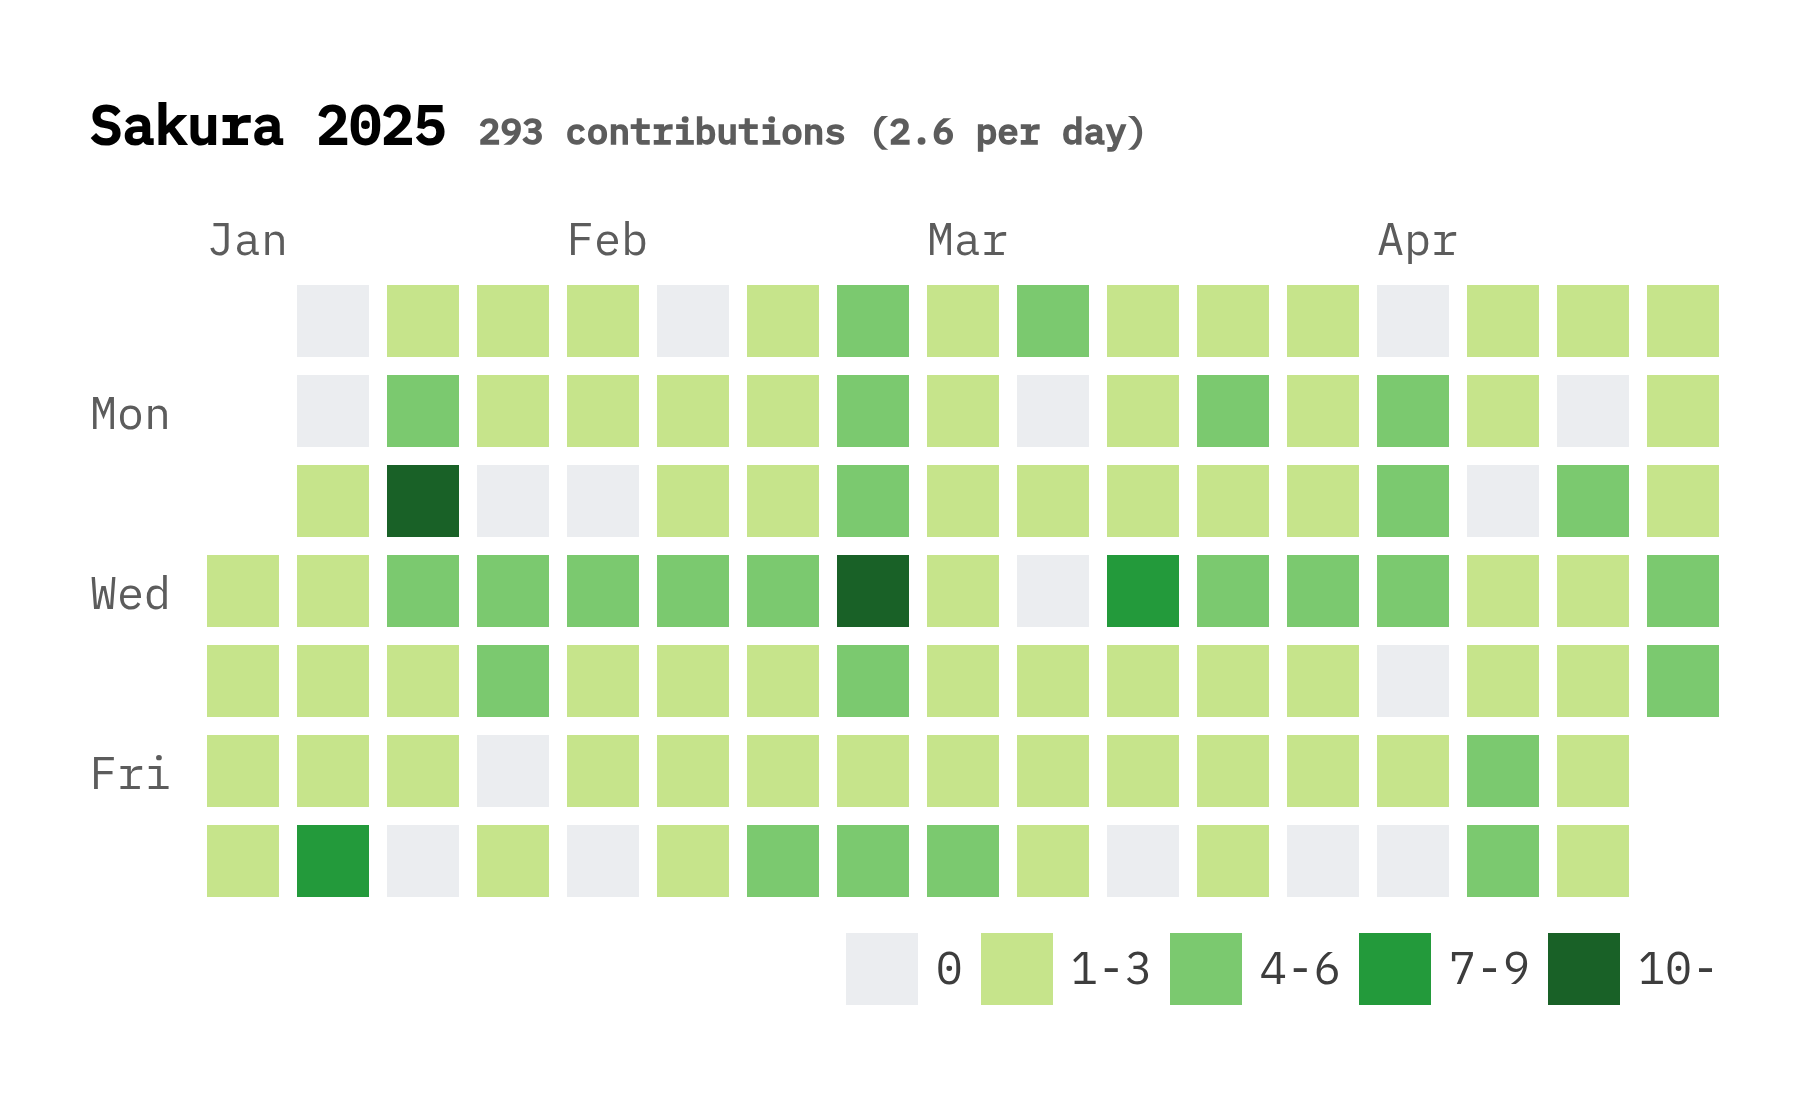 Sakura 2025 293 contributions (2.6 per day)
Jan Feb Mar Apr
Mon
Wed
Fri
0 1-3 4-6 7-9 10-